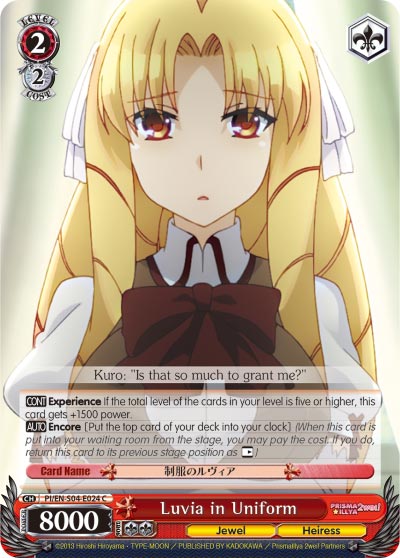 LEVEL
2
2
COST
Kuro: "Is that so much to grant me?"
CONT Experience If the total level of the cards in your level is five or higher, this
card gets +1500 power.
AUTO Encore [Put the top card of your deck into your clock] (When this card is
put into your waiting room from the stage, you may pay the cost. If you do,
return this card to its previous stage position as )
Card Name 制服のルヴィア
CH PI/EN-S04-E024 C
Luvia in Uniform
PRISMA ILLYA 2wei!
POWER 8000 SOUL
Jewel Heiress
©2013 Hiroshi Hiroyama · TYPE-MOON / PUBLISHED BY KADOKAWA / Prismaillya Zwei! Partners